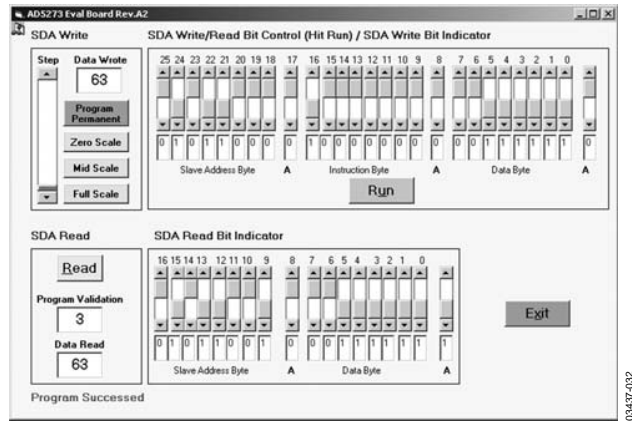 AD5273 Eval Board Rev.A2
SDA Write
SDA Write/Read Bit Control (Hit Run) / SDA Write Bit Indicator
Step
Data Wrote
63
Program
Permanent
Zero Scale
Mid Scale
Full Scale
25 24 23 22 21 20 19 18 17 16 15 14 13 12 11 10 9 8 7 6 5 4 3 2 1 0
0 1 0 1 1 0 0 0 0 1 0 0 0 0 0 0 0 0 0 0 1 1 1 1 1 1 0
Slave Address Byte A Instruction Byte A Data Byte A
Run
SDA Read
SDA Read Bit Indicator
Read
Program Validation
3
Data Read
63
16 15 14 13 12 11 10 9 8 7 6 5 4 3 2 1 0
0 1 0 1 1 0 0 1 0 0 0 1 1 1 1 1 1 1
Slave Address Byte A Data Byte A
Exit
Program Successed
03437-032